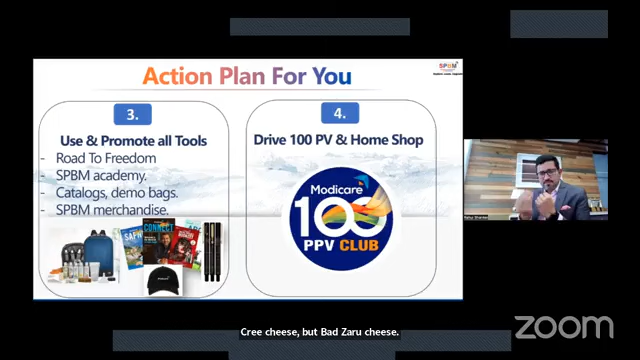 Action Plan For You
SPBM
3.
Use & Promote all Tools
- Road To Freedom
- SPBM academy.
- Catalogs, demo bags.
- SPBM merchandise.
CONNECT
4.
Drive 100 PV & Home Shop
Modicare
100
PPV CLUB
Cree cheese, but Bad Zaru cheese.
zoom